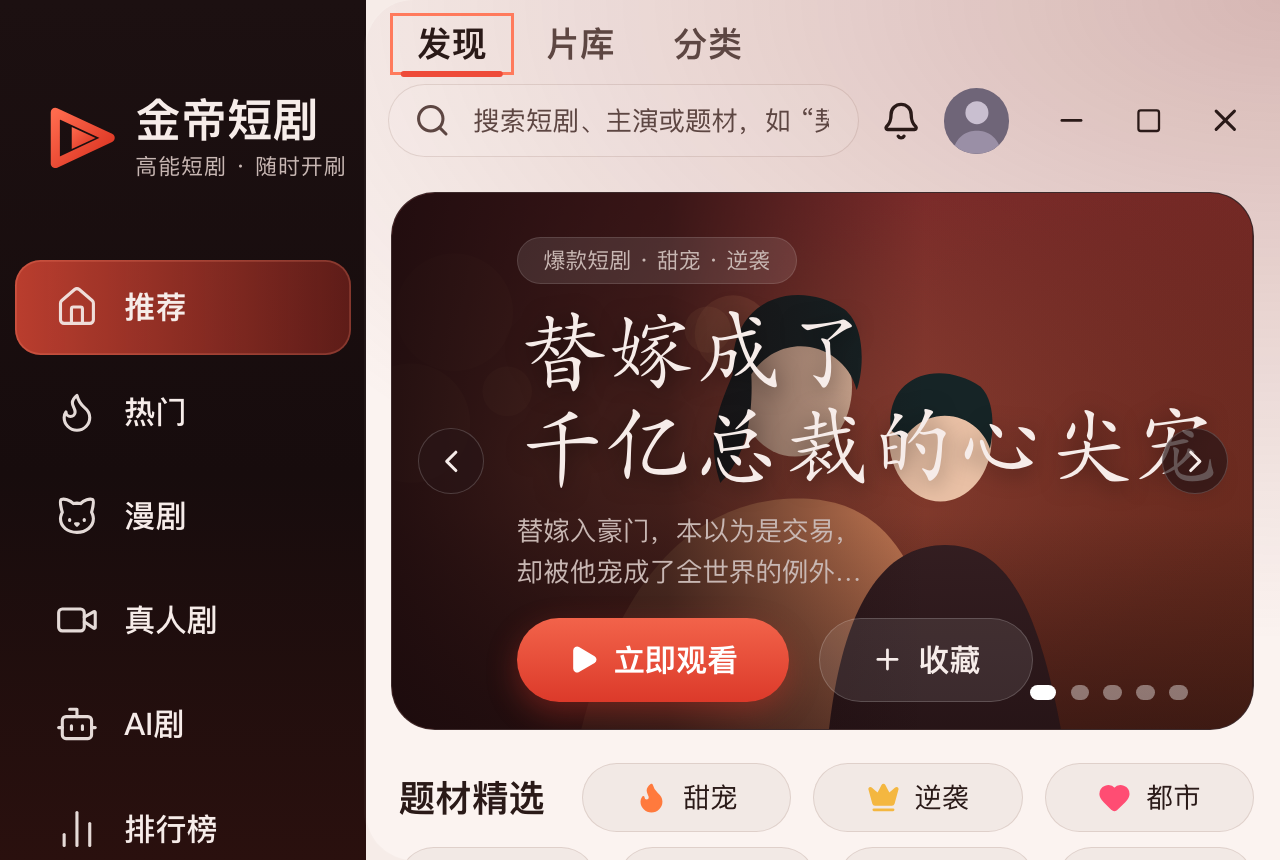 金帝短剧
高能短剧 · 随时开刷
推荐
热门
漫剧
真人剧
AI剧
排行榜
发现
片库
分类
搜索短剧、主演或题材，如 “
爆款短剧 · 甜宠 · 逆袭
替嫁成了
千亿总裁的心尖宠
替嫁入豪门，本以为是交易，
却被他宠成了全世界的例外...
立即观看
收藏
题材精选
甜宠
逆袭
都市